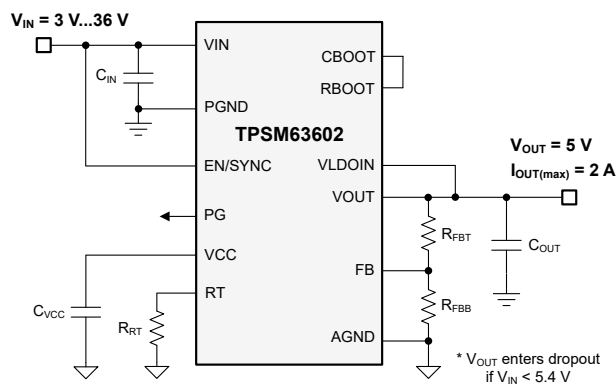 V_IN = 3 V...36 V
VIN
C_IN
PGND
EN/SYNC
PG
VCC
C_VCC
RT
R_RT
TPSM63602
CBOOT
RBOOT
VLDOIN
VOUT
FB
AGND
R_FBT
R_FBB
C_OUT
V_OUT = 5 V
I_OUT(max) = 2 A
* V_OUT enters dropout
if V_IN < 5.4 V